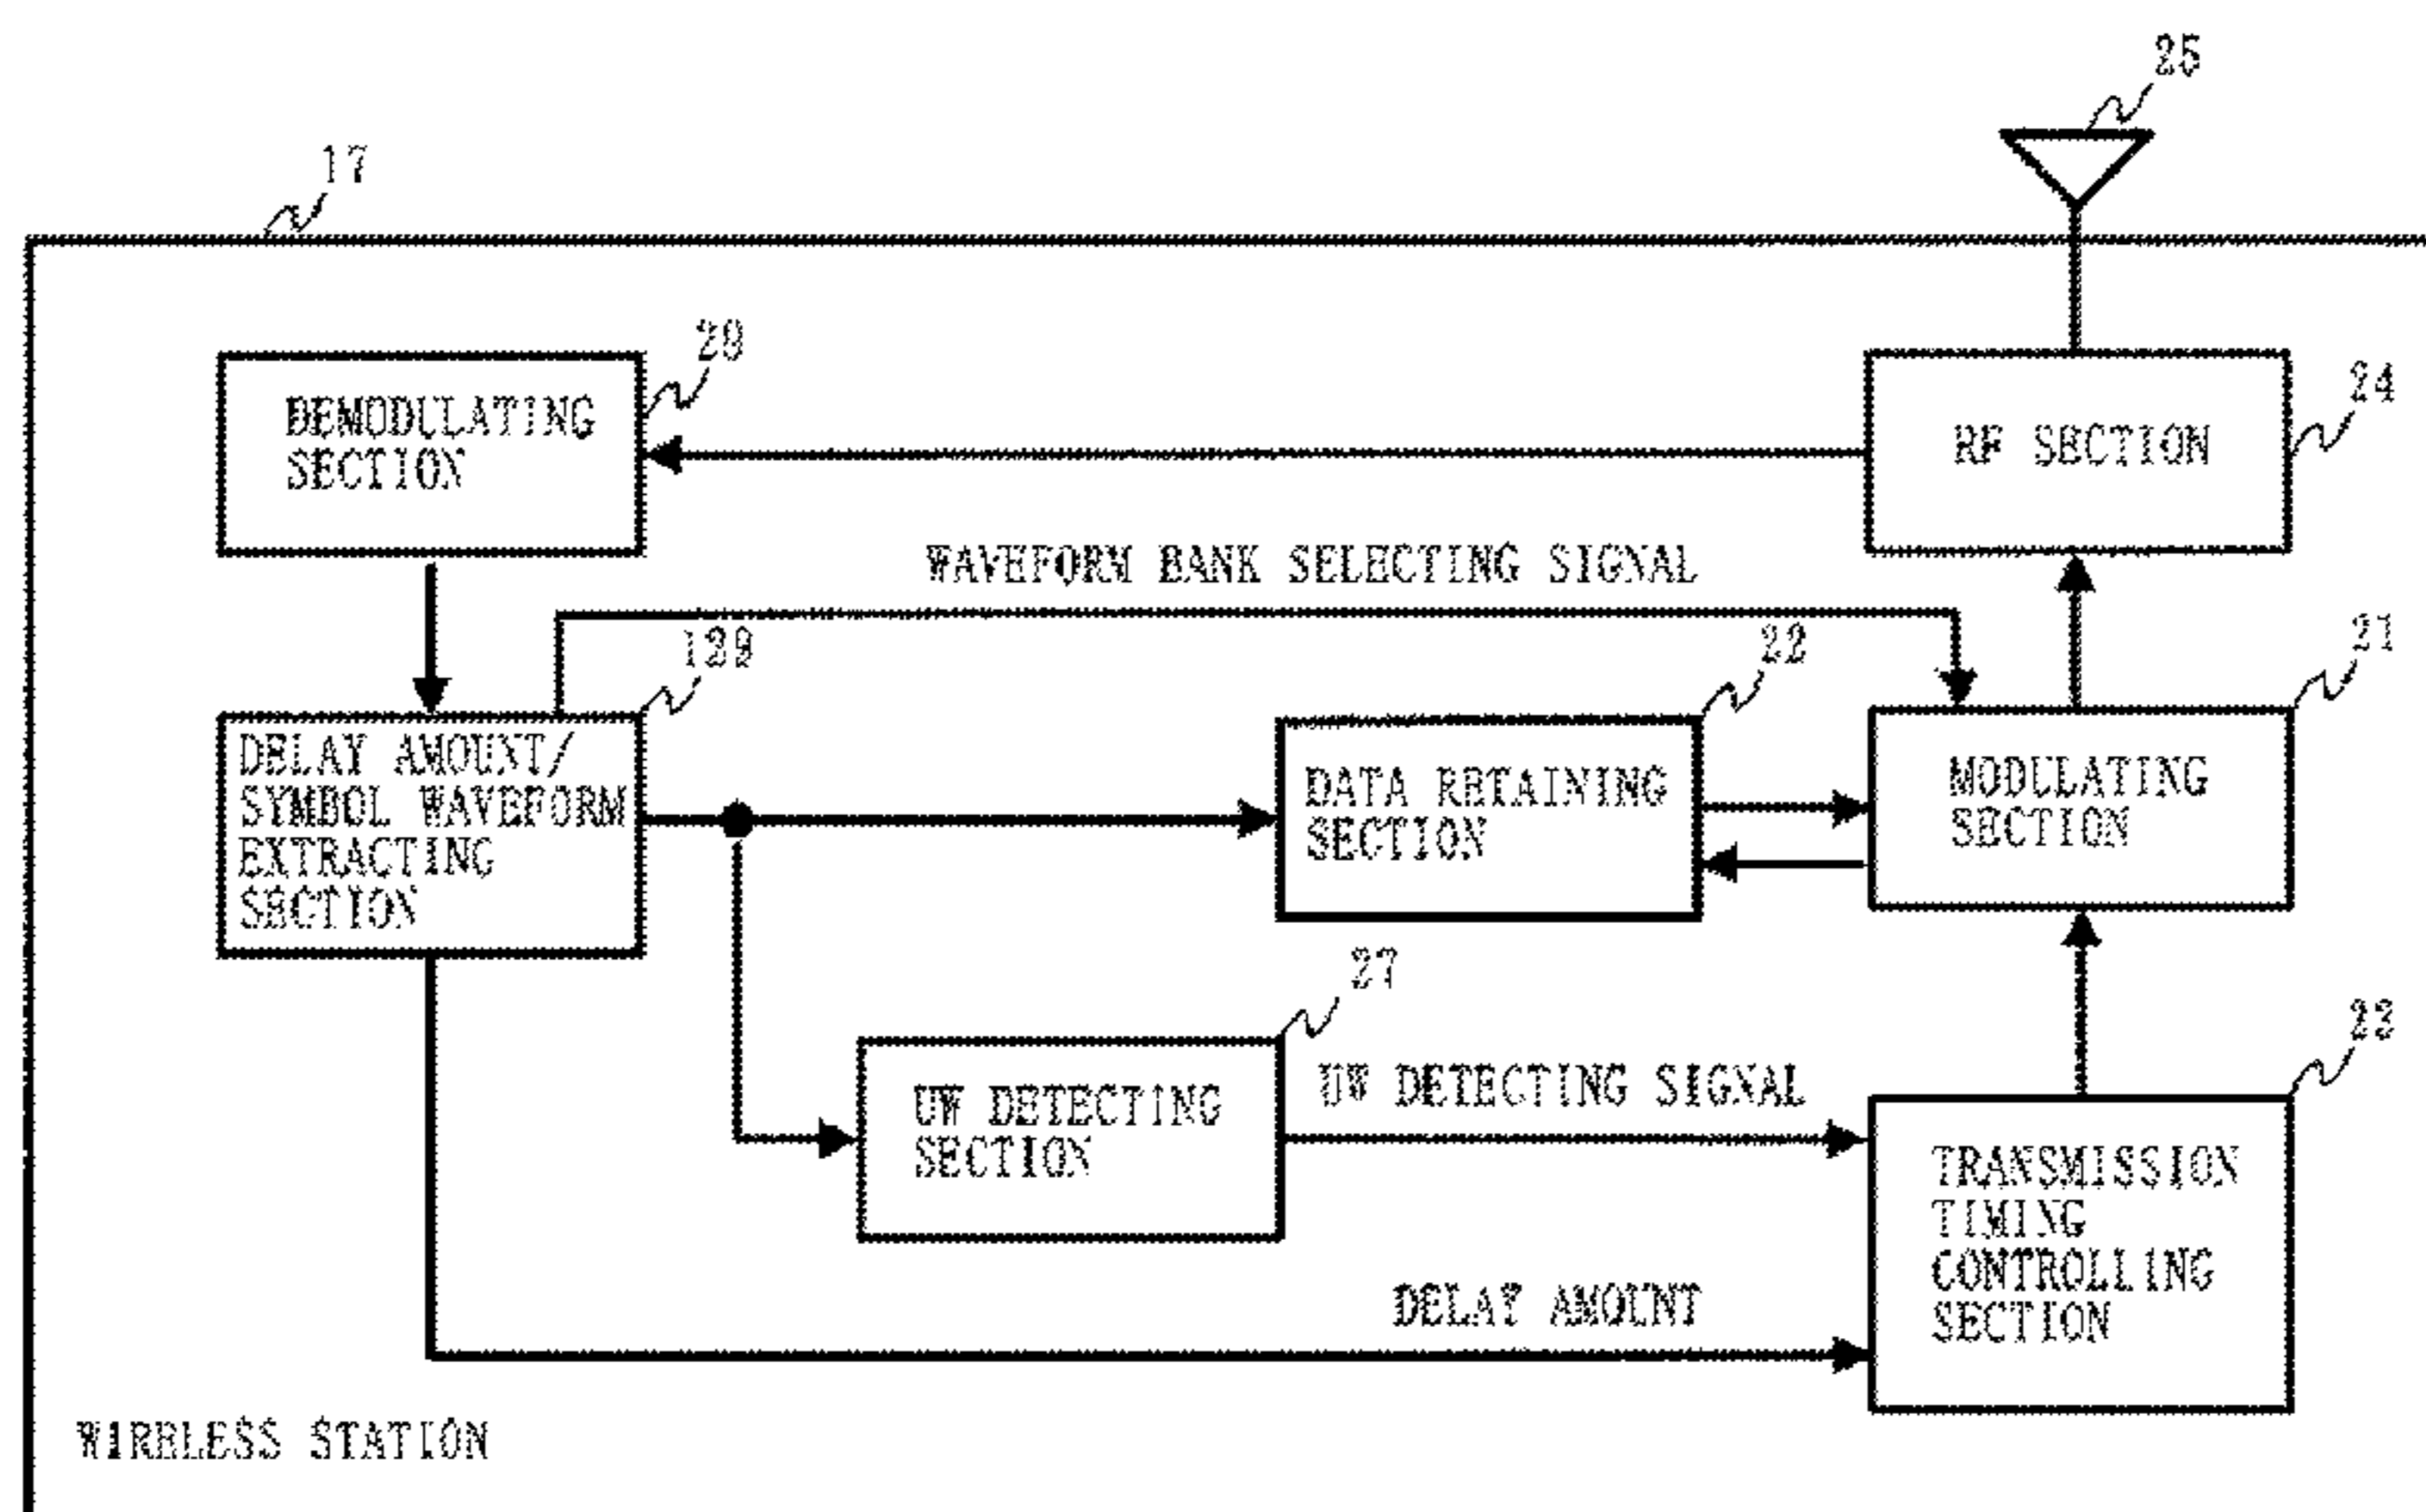 25
17
20
DEMODULATING
SECTION
24
RF SECTION
WAVEFORM BANK SELECTING SIGNAL
129
22
21
DELAY AMOUNT/
SYMBOL WAVEFORM
EXTRACTING
SECTION
DATA RETAINING
SECTION
MODULATING
SECTION
27
23
UW DETECTING
SECTION
UW DETECTING SIGNAL
TRANSMISSION
TIMING
CONTROLLING
SECTION
DELAY AMOUNT
WIRELESS STATION